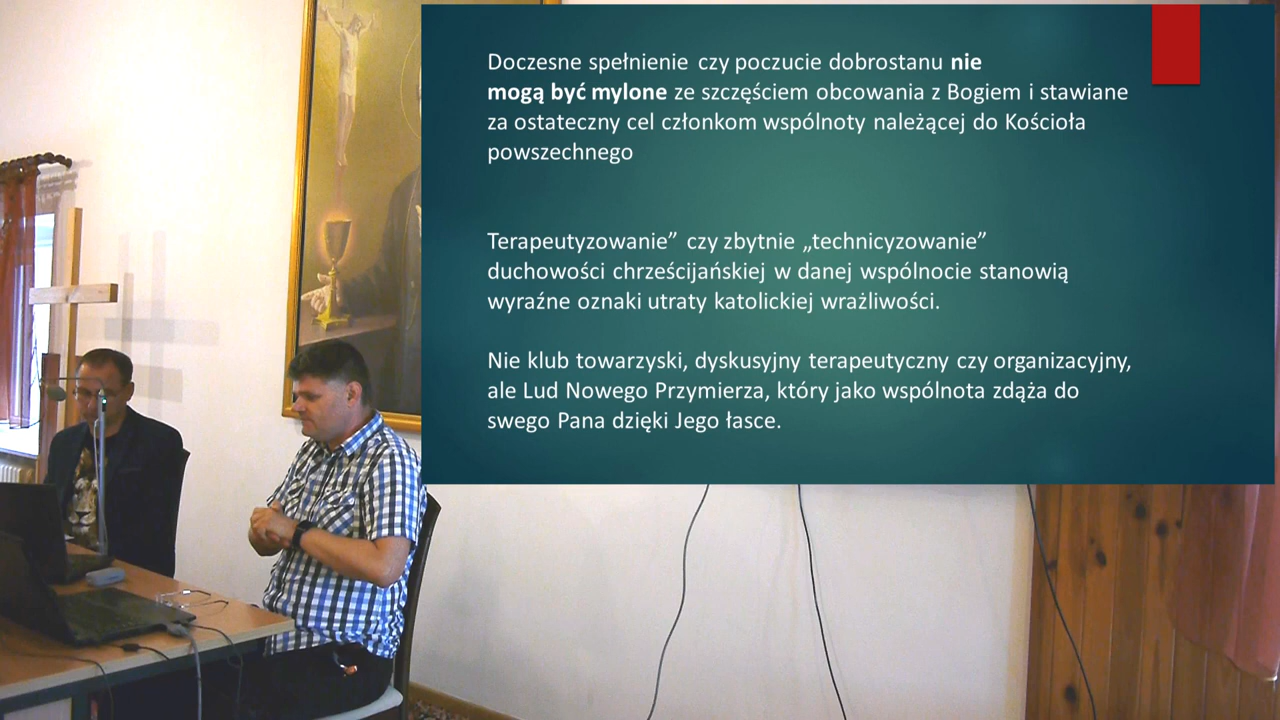 Doczesne spełnienie czy poczucie dobrostanu nie
mogą być mylone ze szczęściem obcowania z Bogiem i stawiane
za ostateczny cel członkom wspólnoty należącej do Kościoła
powszechnego
Terapeutyzowanie” czy zbytnie „technicyzowanie”
duchowości chrześcijańskiej w danej wspólnocie stanowią
wyraźne oznaki utraty katolickiej wrażliwości.
Nie klub towarzyski, dyskusyjny terapeutyczny czy organizacyjny,
ale Lud Nowego Przymierza, który jako wspólnota zdąża do
swego Pana dzięki Jego łasce.